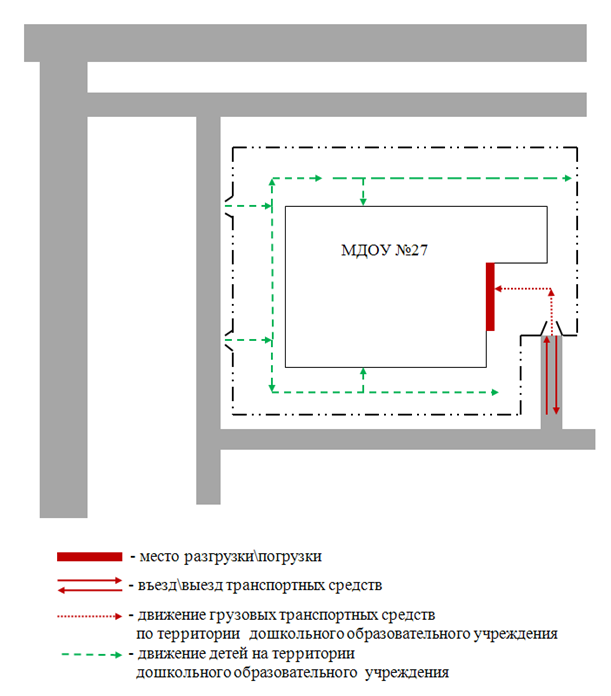 МДОУ №27
- место разгрузки\погрузки
- въезд\выезд транспортных средств
- движение грузовых транспортных средств
по территории дошкольного образовательного учреждения
- движение детей на территории
дошкольного образовательного учреждения